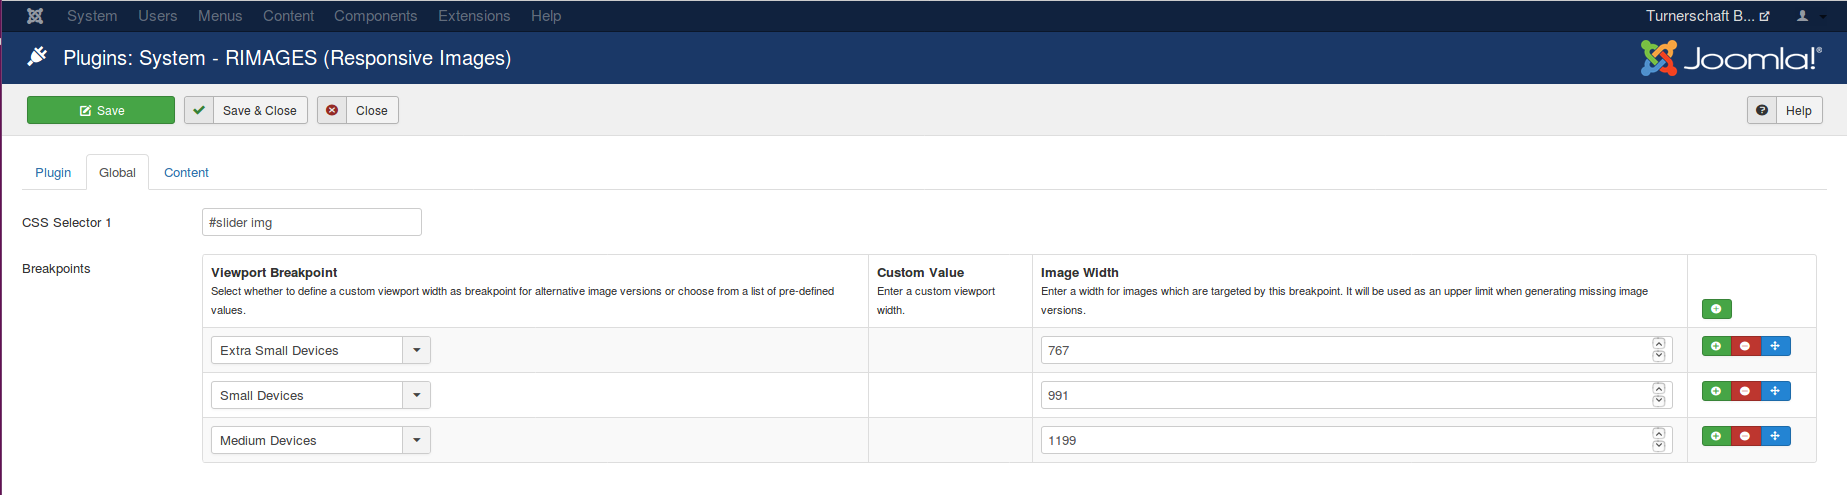 System Users Menus Content Components Extensions Help Turnerschaft B...
Plugins: System - RIMAGES (Responsive Images) Joomla!®
Save Save & Close Close Help
Plugin Global Content
CSS Selector 1 #slider img
Breakpoints
Viewport Breakpoint Custom Value Image Width
Select whether to define a custom viewport width as breakpoint for alternative image versions or choose from a list of pre-defined Enter a custom viewport Enter a width for images which are targeted by this breakpoint. It will be used as an upper limit when generating missing image
values. width. versions.
Extra Small Devices 767
Small Devices 991
Medium Devices 1199